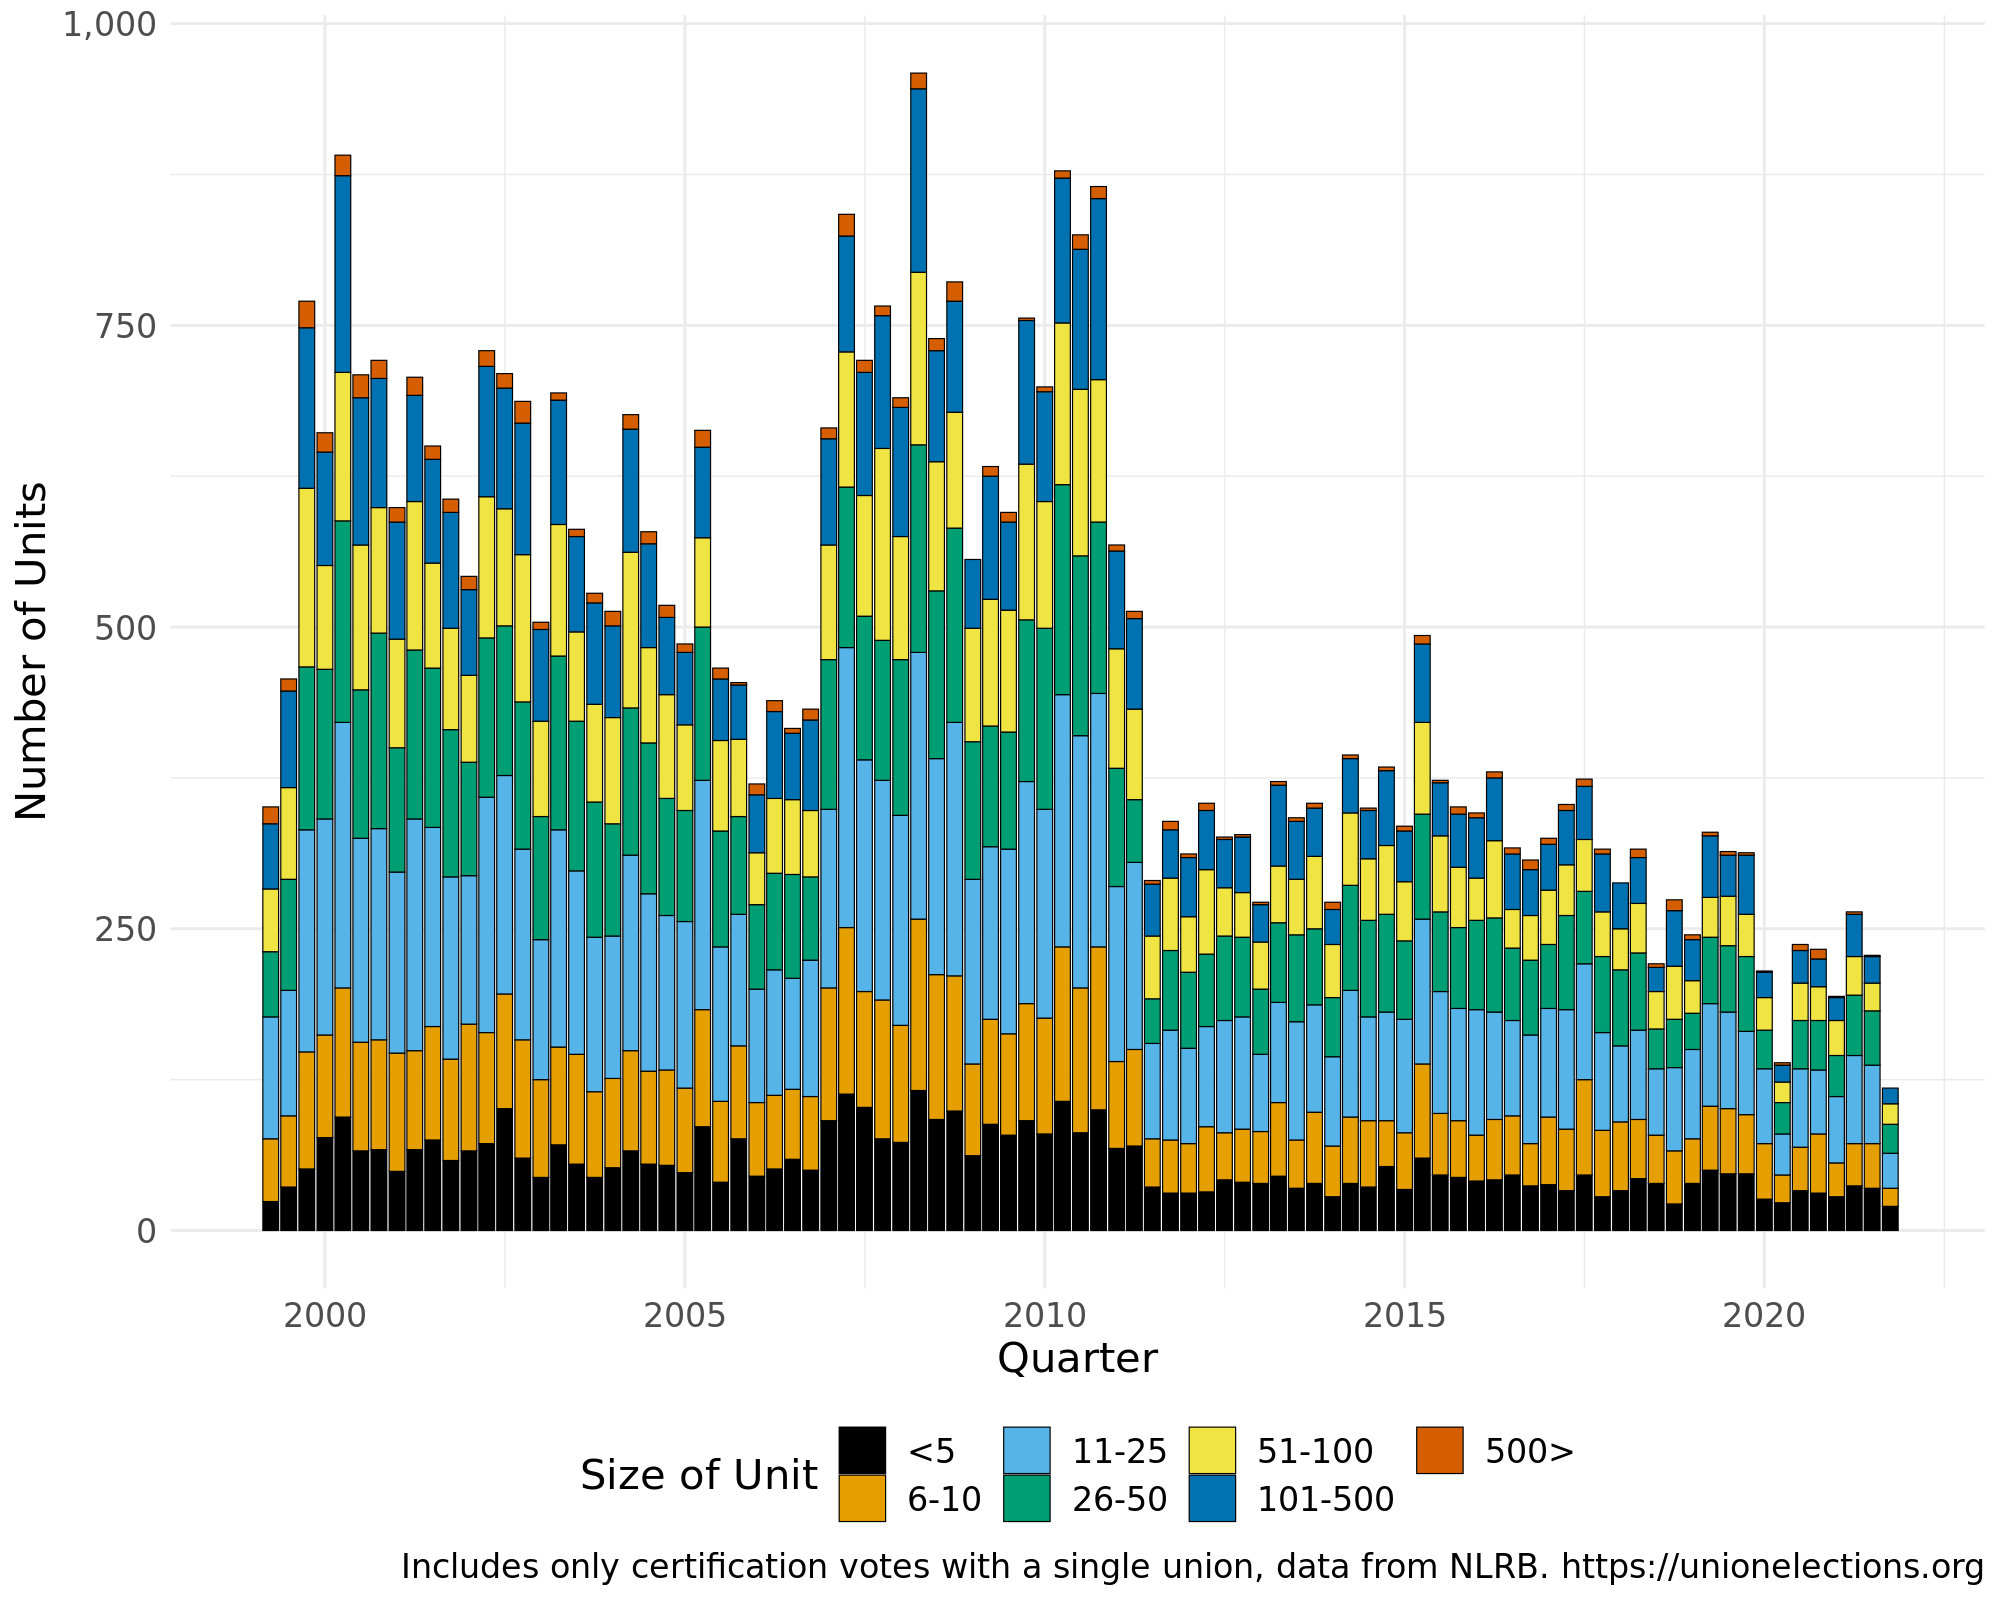 1,000
750
500
250
0
Number of Units
2000 2005 2010 2015 2020
Quarter
Size of Unit
<5 11-25 51-100 500>
6-10 26-50 101-500
Includes only certification votes with a single union, data from NLRB. https://unionelections.org